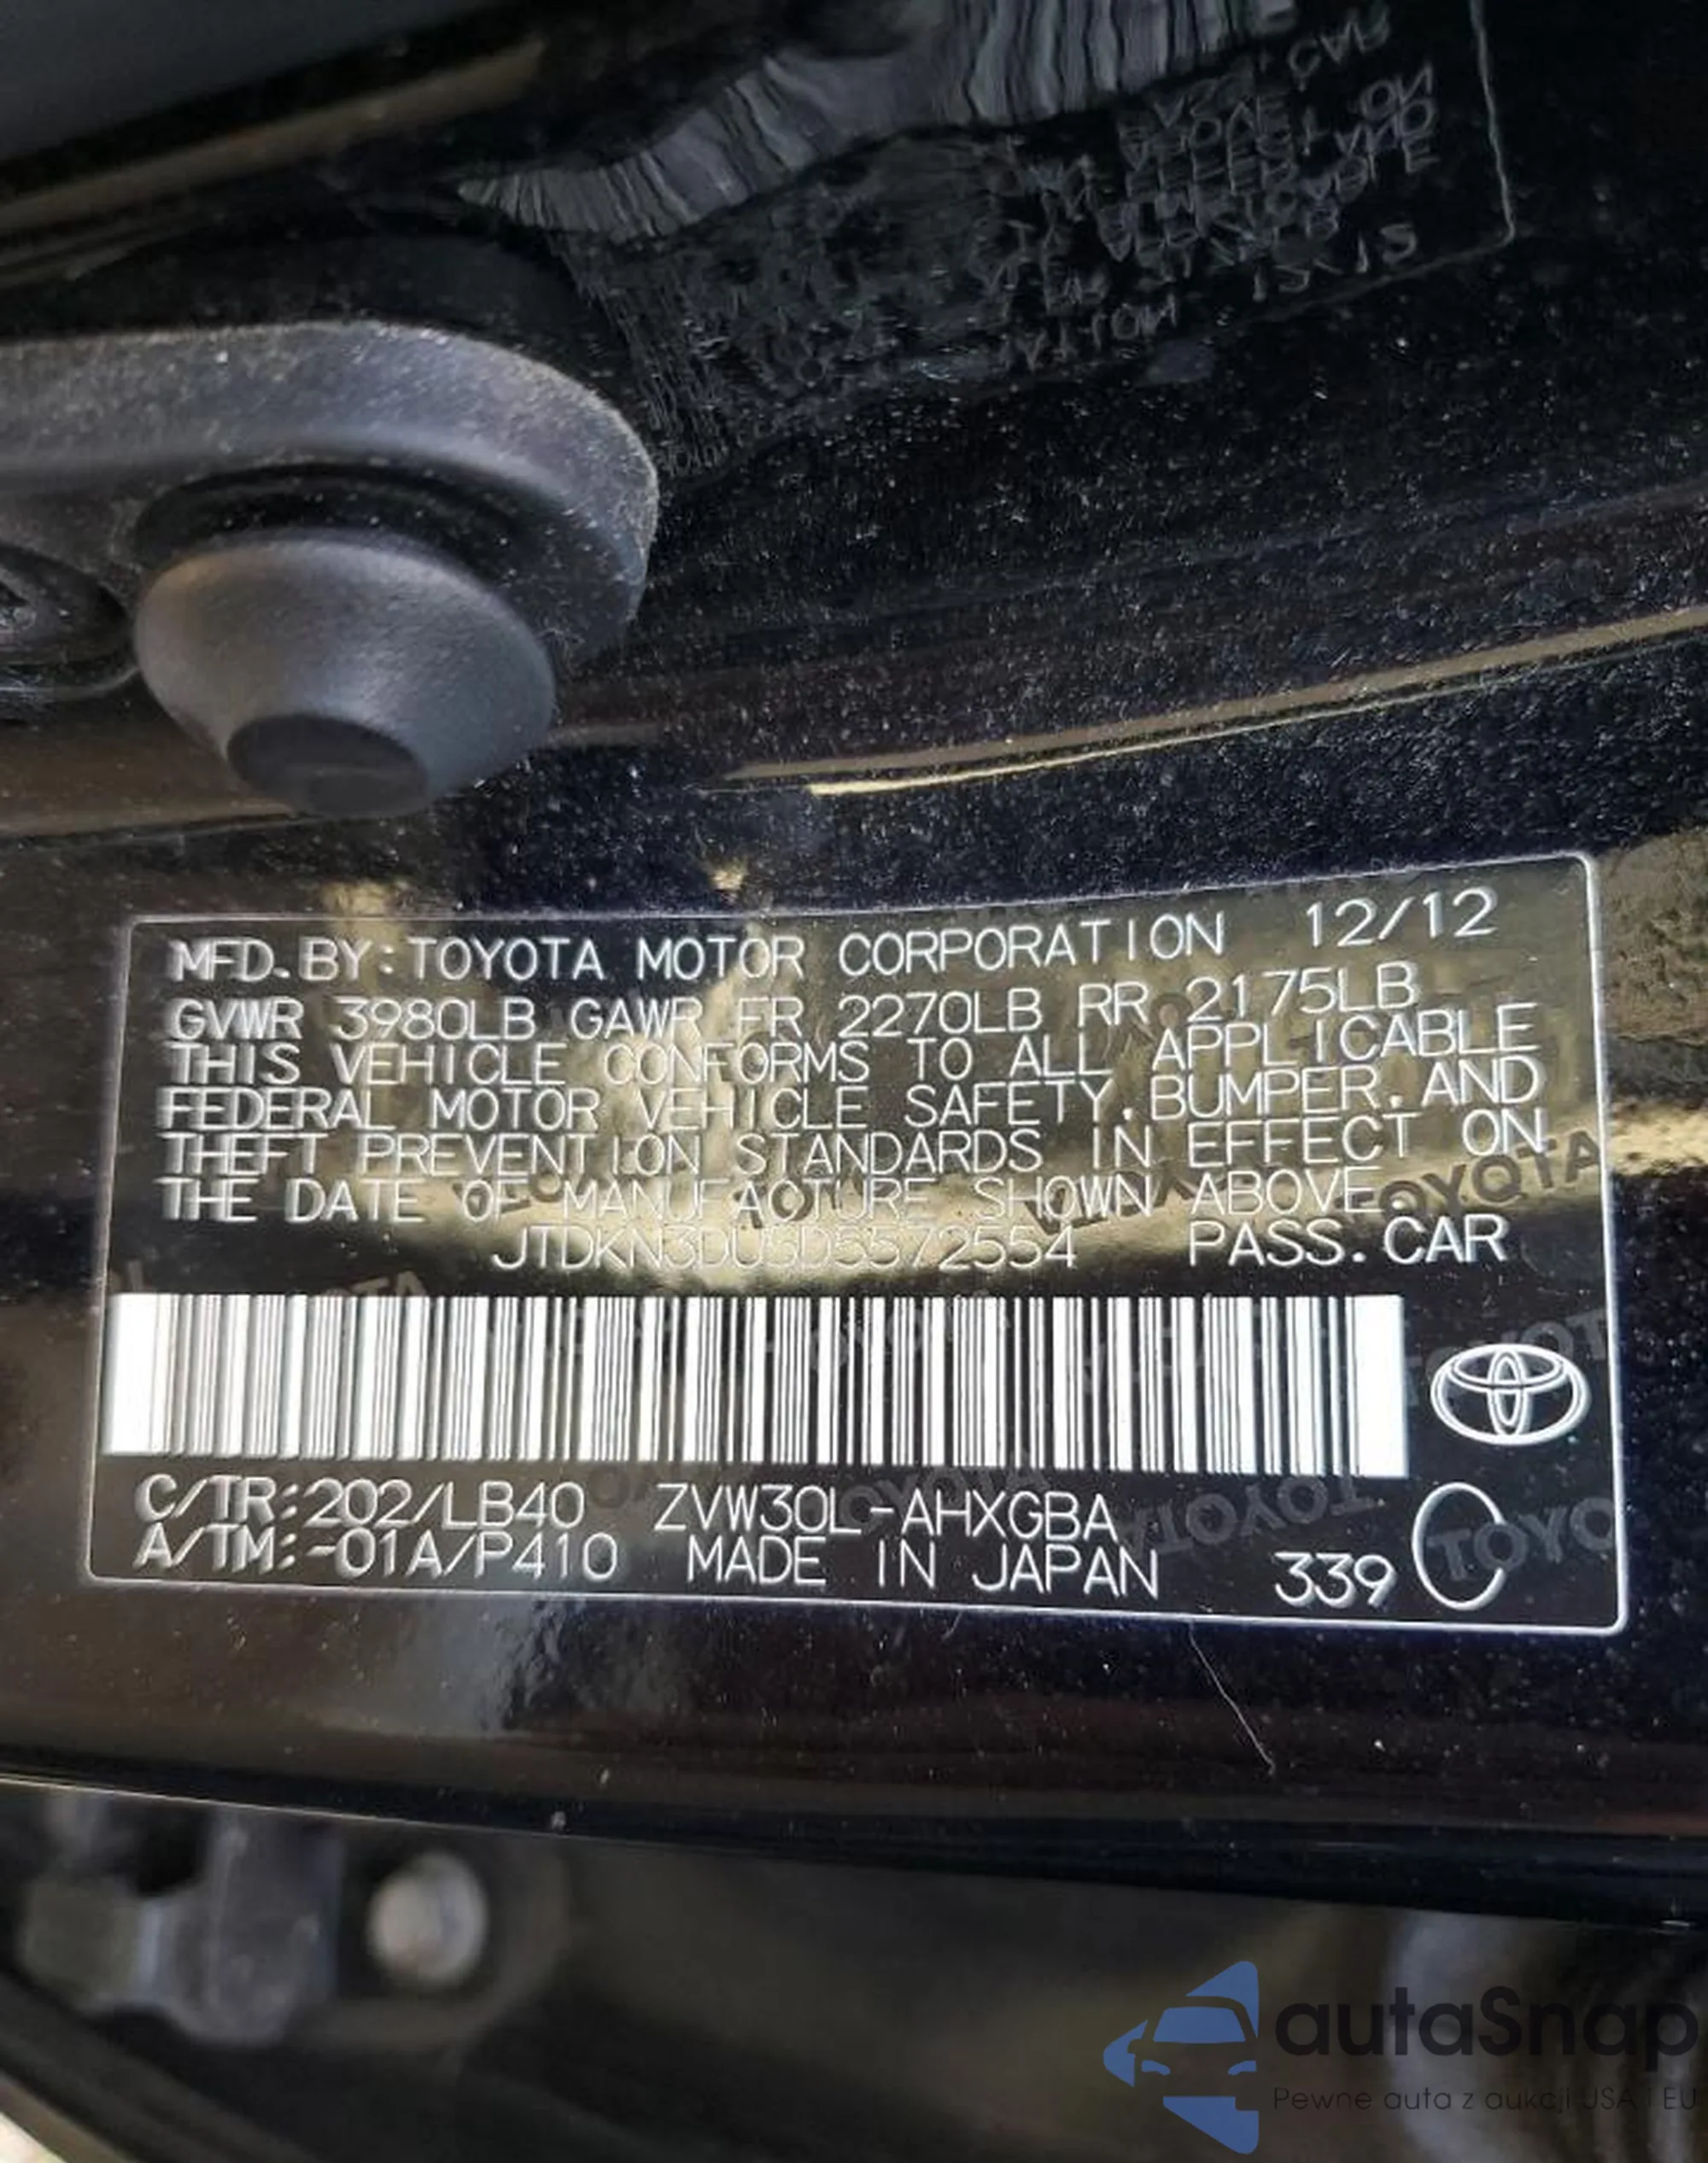 MFD.BY:TOYOTA MOTOR CORPORATION 12/12
GVWR 3980LB GAWR FR 2270LB RR 2175LB
THIS VEHICLE CONFORMS TO ALL APPLICABLE
FEDERAL MOTOR VEHICLE SAFETY,BUMPER,AND
THEFT PREVENTION STANDARDS IN EFFECT ON
THE DATE OF MANUFACTURE SHOWN ABOVE
JTDKN3DU5D5572554 PASS.CAR
C/TR:202/LB40 ZVW30L-AHXGBA
A/TM:-01A/P410 MADE IN JAPAN 339
autaSnap
Pewne auta z aukcji USA i EU